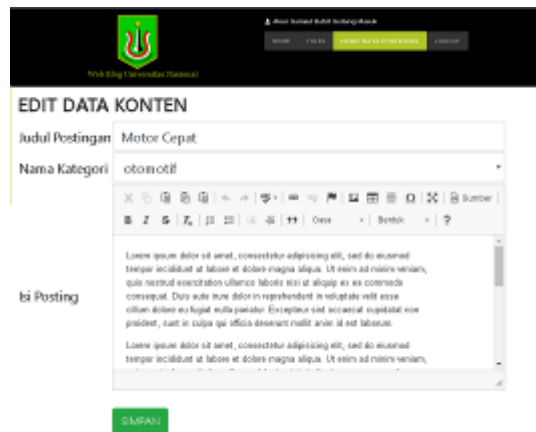 Web Blog Universitas Nasional
HOME
LOGOUT
EDIT DATA KONTEN
Judul Postingan Motor Cepat
Nama Kategori otomotif
Sumber
B I S
Bentuk ?
Isi Posting
Lorem ipsum dolor sit amet, consectetur adipisicing elit, sed do eiusmod
tempor incididunt ut labore et dolore magna aliqua. Ut enim ad minim veniam,
quis nostrud exercitation ullamco laboris nisi ut aliquip ex ea commodo
consequat. Duis aute irure dolor in reprehenderit in voluptate velit esse
cillum dolore eu fugiat nulla pariatur. Excepteur sint occaecat cupidatat non
proident, sunt in culpa qui officia deserunt mollit anim id est laborum.
Lorem ipsum dolor sit amet, consectetur adipisicing elit, sed do eiusmod
tempor incididunt ut labore et dolore magna aliqua. Ut enim ad minim veniam,
SIMPAN